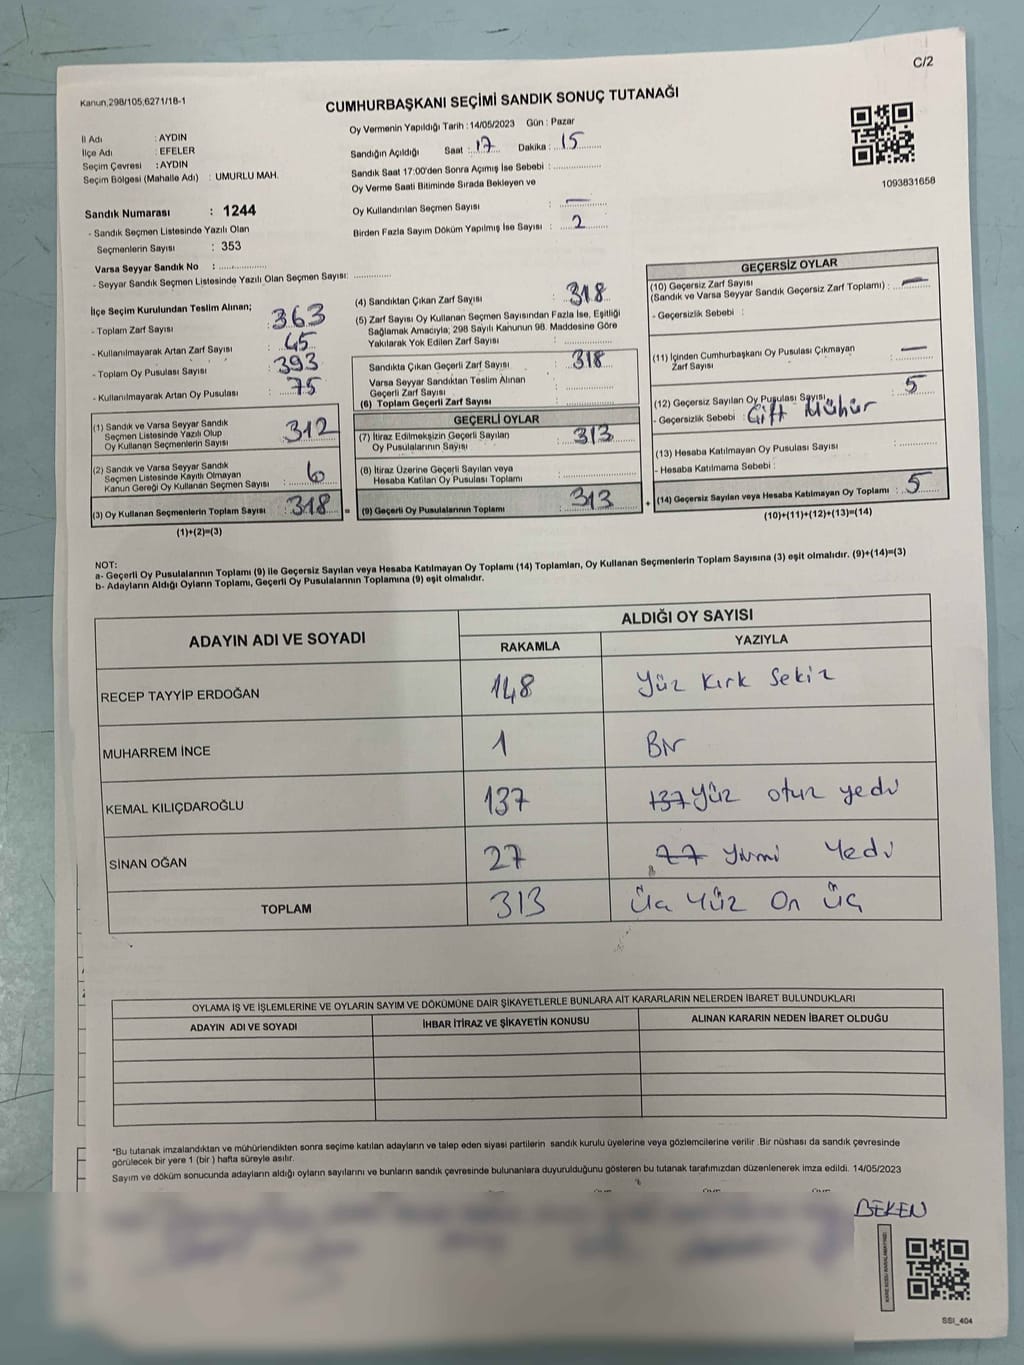 C/2
Kanun,298/105,6271/18-1
CUMHURBAŞKANI SEÇİMİ SANDIK SONUÇ TUTANAĞI
İl Adı : AYDIN
İlçe Adı : EFELER
Seçim Çevresi : AYDIN
Seçim Bölgesi (Mahalle Adı) : UMURLU MAH.
Sandık Numarası : 1244
- Sandık Seçmen Listesinde Yazılı Olan
Seçmenlerin Sayısı : 353
Varsa Seyyar Sandık No : ................
- Seyyar Sandık Seçmen Listesinde Yazılı Olan Seçmen Sayısı: ............
Oy Vermenin Yapıldığı Tarih : 14/05/2023 Gün : Pazar
Sandığın Açıldığı Saat : 17 Dakika : 15
Sandık Saat 17:00'den Sonra Açımış İse Sebebi : ................
Oy Verme Saati Bitiminde Sırada Bekleyen ve
Oy Kullandırılan Seçmen Sayısı : —
Birden Fazla Sayım Döküm Yapılmış İse Sayısı : 2
1093831658
İlçe Seçim Kurulundan Teslim Alınan;
- Toplam Zarf Sayısı : 363
- Kullanılmayarak Artan Zarf Sayısı : 45
- Toplam Oy Pusulası Sayısı : 393
- Kullanılmayarak Artan Oy Pusulası : 75
(1) Sandık ve Varsa Seyyar Sandık
Seçmen Listesinde Yazılı Olup
Oy Kullanan Seçmenlerin Sayısı : 312
(2) Sandık ve Varsa Seyyar Sandık
Seçmen Listesinde Kayıtlı Olmayan
Kanun Gereği Oy Kullanan Seçmen Sayısı : 6
(3) Oy Kullanan Seçmenlerin Toplam Sayısı : 318 =
(1)+(2)=(3)
(4) Sandıktan Çıkan Zarf Sayısı : 318
(5) Zarf Sayısı Oy Kullanan Seçmen Sayısından Fazla İse, Eşitliği
Sağlamak Amacıyla; 298 Sayılı Kanunun 98. Maddesine Göre
Yakılarak Yok Edilen Zarf Sayısı : ............
Sandıkta Çıkan Geçerli Zarf Sayısı : 318
Varsa Seyyar Sandıktan Teslim Alınan
Geçerli Zarf Sayısı : ............
(6) Toplam Geçerli Zarf Sayısı : ............
GEÇERLİ OYLAR
(7) İtiraz Edilmeksizin Geçerli Sayılan
Oy Pusulalarının Sayısı : 313
(8) İtiraz Üzerine Geçerli Sayılan veya
Hesaba Katılan Oy Pusulası Toplamı : ............
(9) Geçerli Oy Pusulalarının Toplamı : 313 +
GEÇERSİZ OYLAR
(10) Geçersiz Zarf Sayısı
(Sandık ve Varsa Seyyar Sandık Geçersiz Zarf Toplamı) : —
- Geçersizlik Sebebi :
(11) İçinden Cumhurbaşkanı Oy Pusulası Çıkmayan
Zarf Sayısı : —
(12) Geçersiz Sayılan Oy Pusulası Sayısı : 5
- Geçersizlik Sebebi : Çift Mühür
(13) Hesaba Katılmayan Oy Pusulası Sayısı : ............
- Hesaba Katılmama Sebebi :
(14) Geçersiz Sayılan veya Hesaba Katılmayan Oy Toplamı : 5
(10)+(11)+(12)+(13)=(14)
NOT:
a- Geçerli Oy Pusulalarının Toplamı (9) ile Geçersiz Sayılan veya Hesaba Katılmayan Oy Toplamı (14) Toplamları, Oy Kullanan Seçmenlerin Toplam Sayısına (3) eşit olmalıdır. (9)+(14)=(3)
b- Adayların Aldığı Oyların Toplamı, Geçerli Oy Pusulalarının Toplamına (9) eşit olmalıdır.
ADAYIN ADI VE SOYADI
ALDIĞI OY SAYISI
RAKAMLA YAZIYLA
RECEP TAYYİP ERDOĞAN 148 Yüz Kırk Sekiz
MUHARREM İNCE 1 Bir
KEMAL KILIÇDAROĞLU 137 137 Yüz otuz yedi
SİNAN OĞAN 27 27 Yirmi Yedi
TOPLAM 313 Üç Yüz On Üç
OYLAMA İŞ VE İŞLEMLERİNE VE OYLARIN SAYIM VE DÖKÜMÜNE DAİR ŞİKAYETLERLE BUNLARA AİT KARARLARIN NELERDEN İBARET BULUNDUKLARI
ADAYIN ADI VE SOYADI İHBAR İTİRAZ VE ŞİKAYETİN KONUSU ALINAN KARARIN NEDEN İBARET OLDUĞU
*Bu tutanak imzalandıktan ve mühürlendikten sonra seçime katılan adayların ve talep eden siyasi partilerin sandık kurulu üyelerine veya gözlemcilerine verilir .Bir nüshası da sandık çevresinde
görülecek bir yere 1 (bir ) hafta süreyle asılır.
Sayım ve döküm sonucunda adayların aldığı oyların sayılarını ve bunların sandık çevresinde bulunanlara duyurulduğunu gösteren bu tutanak tarafımızdan düzenlenerek imza edildi. 14/05/2023
BEKEN
SSI_404